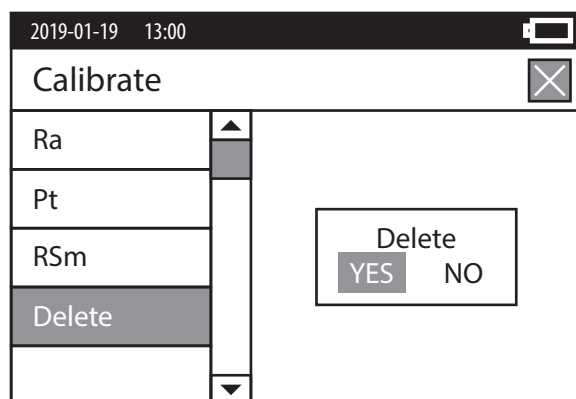 2019-01-19 13:00
Calibrate
Ra
Pt
RSm
Delete
Delete
YES NO